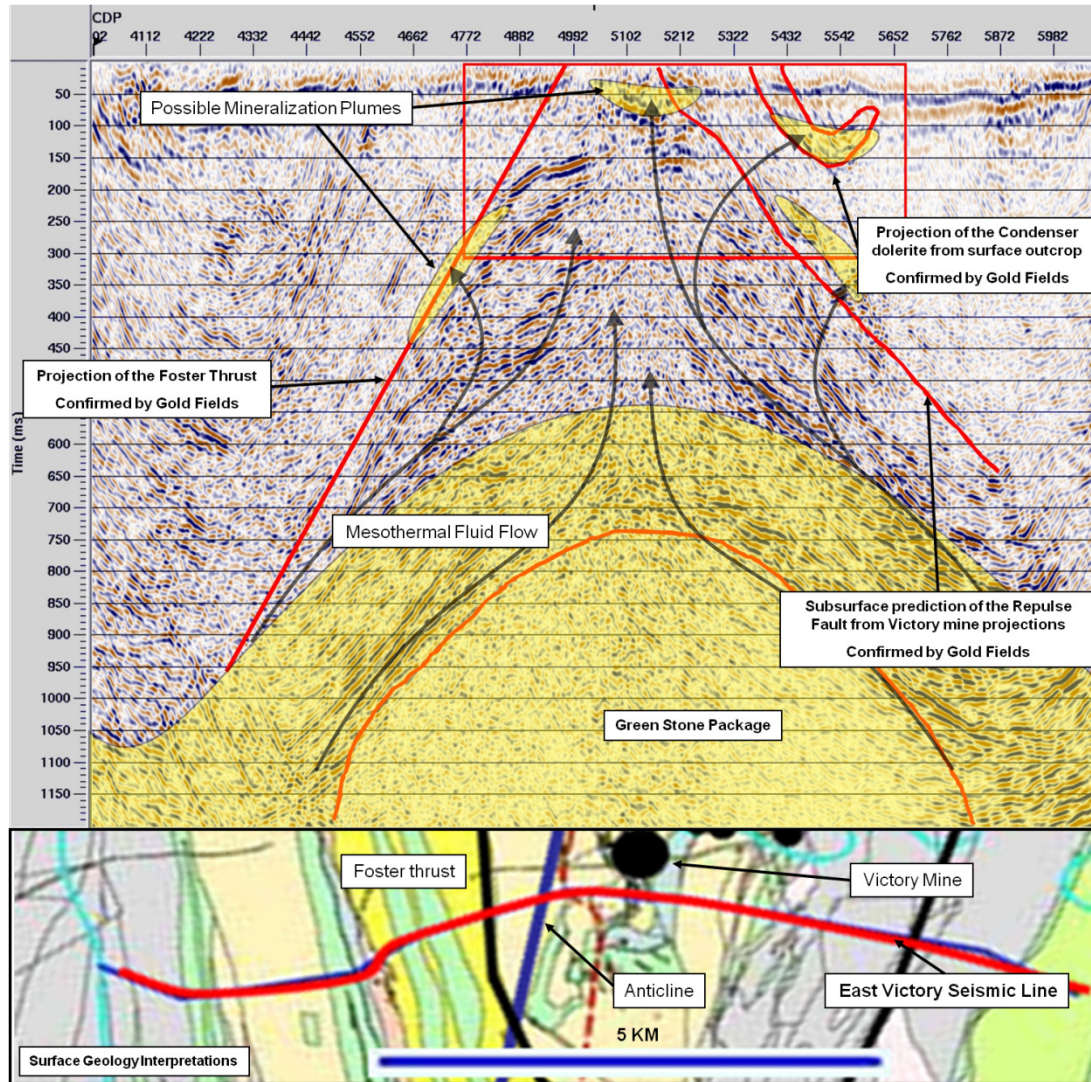 CDP
02 4112 4222 4332 4442 4552 4662 4772 4882 4992 5102 5212 5322 5432 5542 5652 5762 5872 5982
50
100
150
200
250
300
350
400
450
600
650
700
750
800
850
900
950
1000
1050
1100
1150
Time (ms)
Possible Mineralization Plumes
Projection of the Condenser
dolerite from surface outcrop
Confirmed by Gold Fields
Projection of the Foster Thrust
Confirmed by Gold Fields
Mesothermal Fluid Flow
Subsurface prediction of the Repulse
Fault from Victory mine projections
Confirmed by Gold Fields
Green Stone Package
Foster thrust
Victory Mine
Anticline
East Victory Seismic Line
5 KM
Surface Geology Interpretations